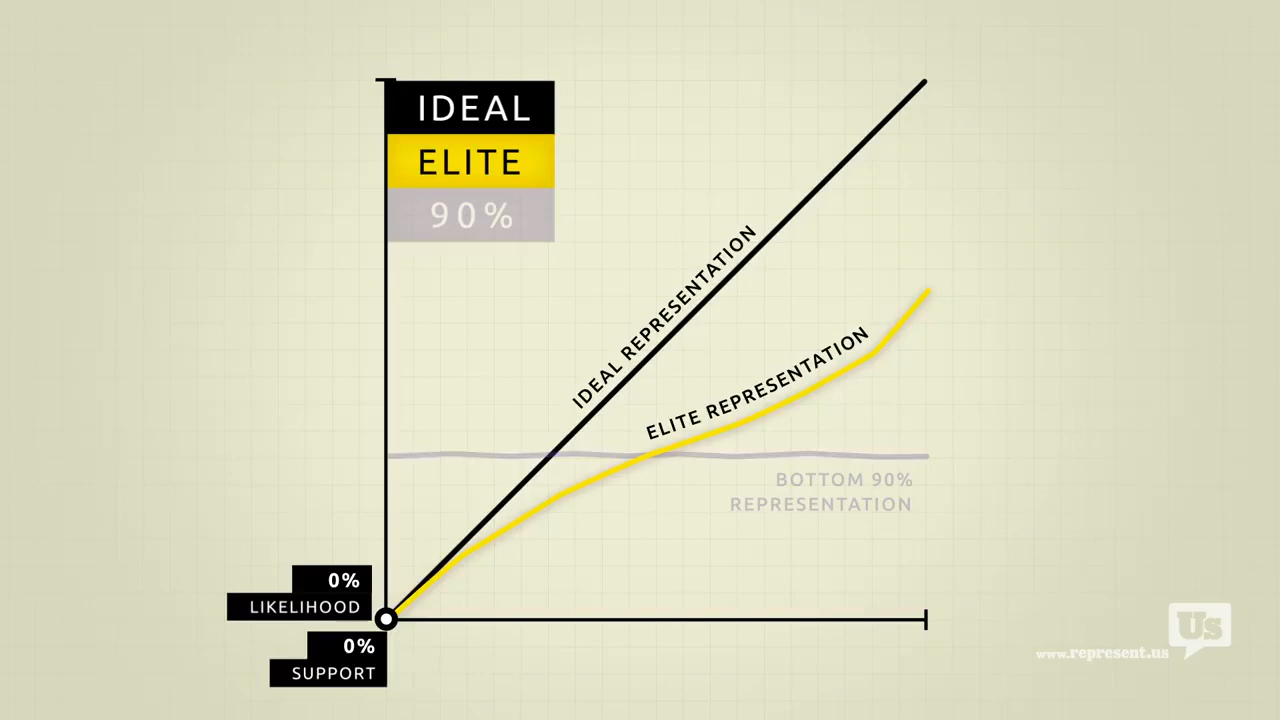 IDEAL
ELITE
90%
IDEAL REPRESENTATION
ELITE REPRESENTATION
BOTTOM 90%
REPRESENTATION
0%
LIKELIHOOD
0%
SUPPORT
Us
www.represent.us